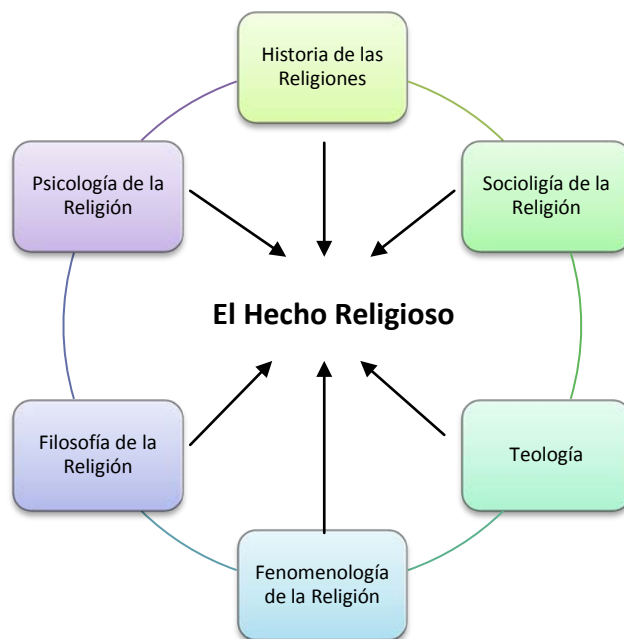 Historia de las
Religiones
Psicología de la
Religión
Socioligía de la
Religión
El Hecho Religioso
Filosofía de la
Religión
Teología
Fenomenología
de la Religión